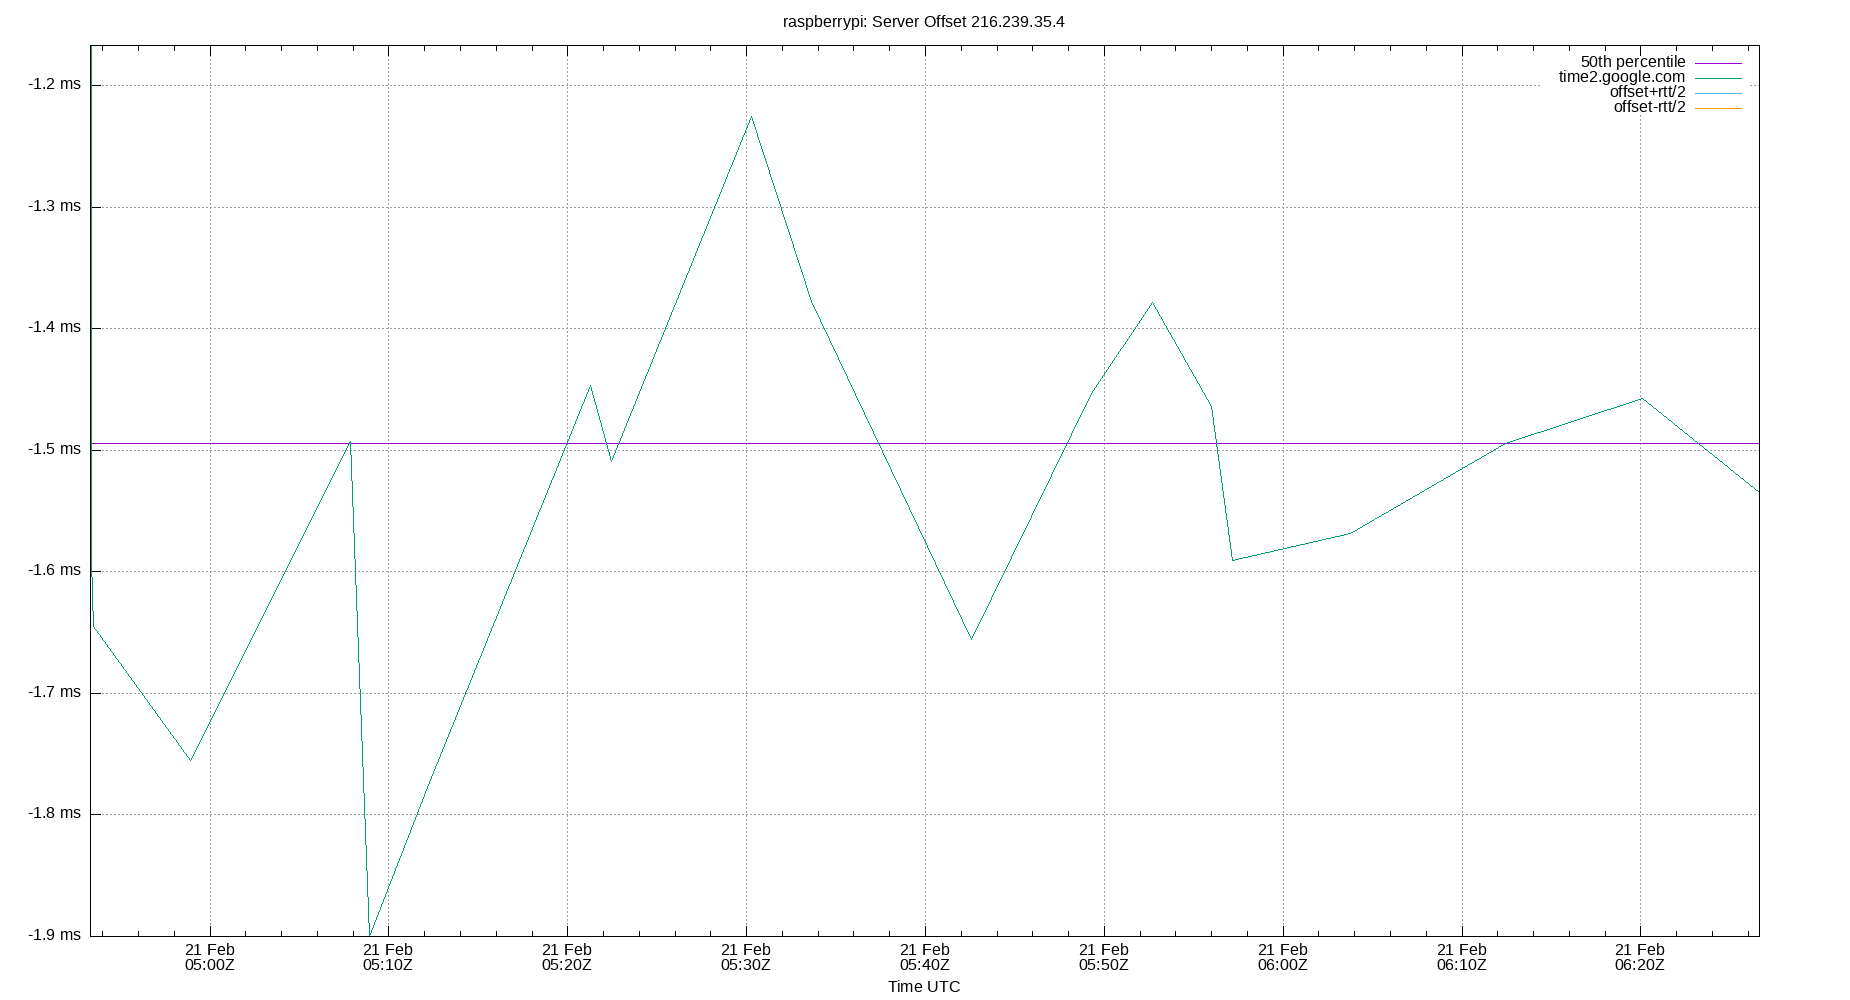 raspberrypi: Server Offset 216.239.35.4
50th percentile
time2.google.com
offset+rtt/2
offset-rtt/2
-1.2 ms
-1.3 ms
-1.4 ms
-1.5 ms
-1.6 ms
-1.7 ms
-1.8 ms
-1.9 ms
21 Feb 21 Feb 21 Feb 21 Feb 21 Feb 21 Feb 21 Feb 21 Feb 21 Feb
05:00Z 05:10Z 05:20Z 05:30Z 05:40Z 05:50Z 06:00Z 06:10Z 06:20Z
Time UTC